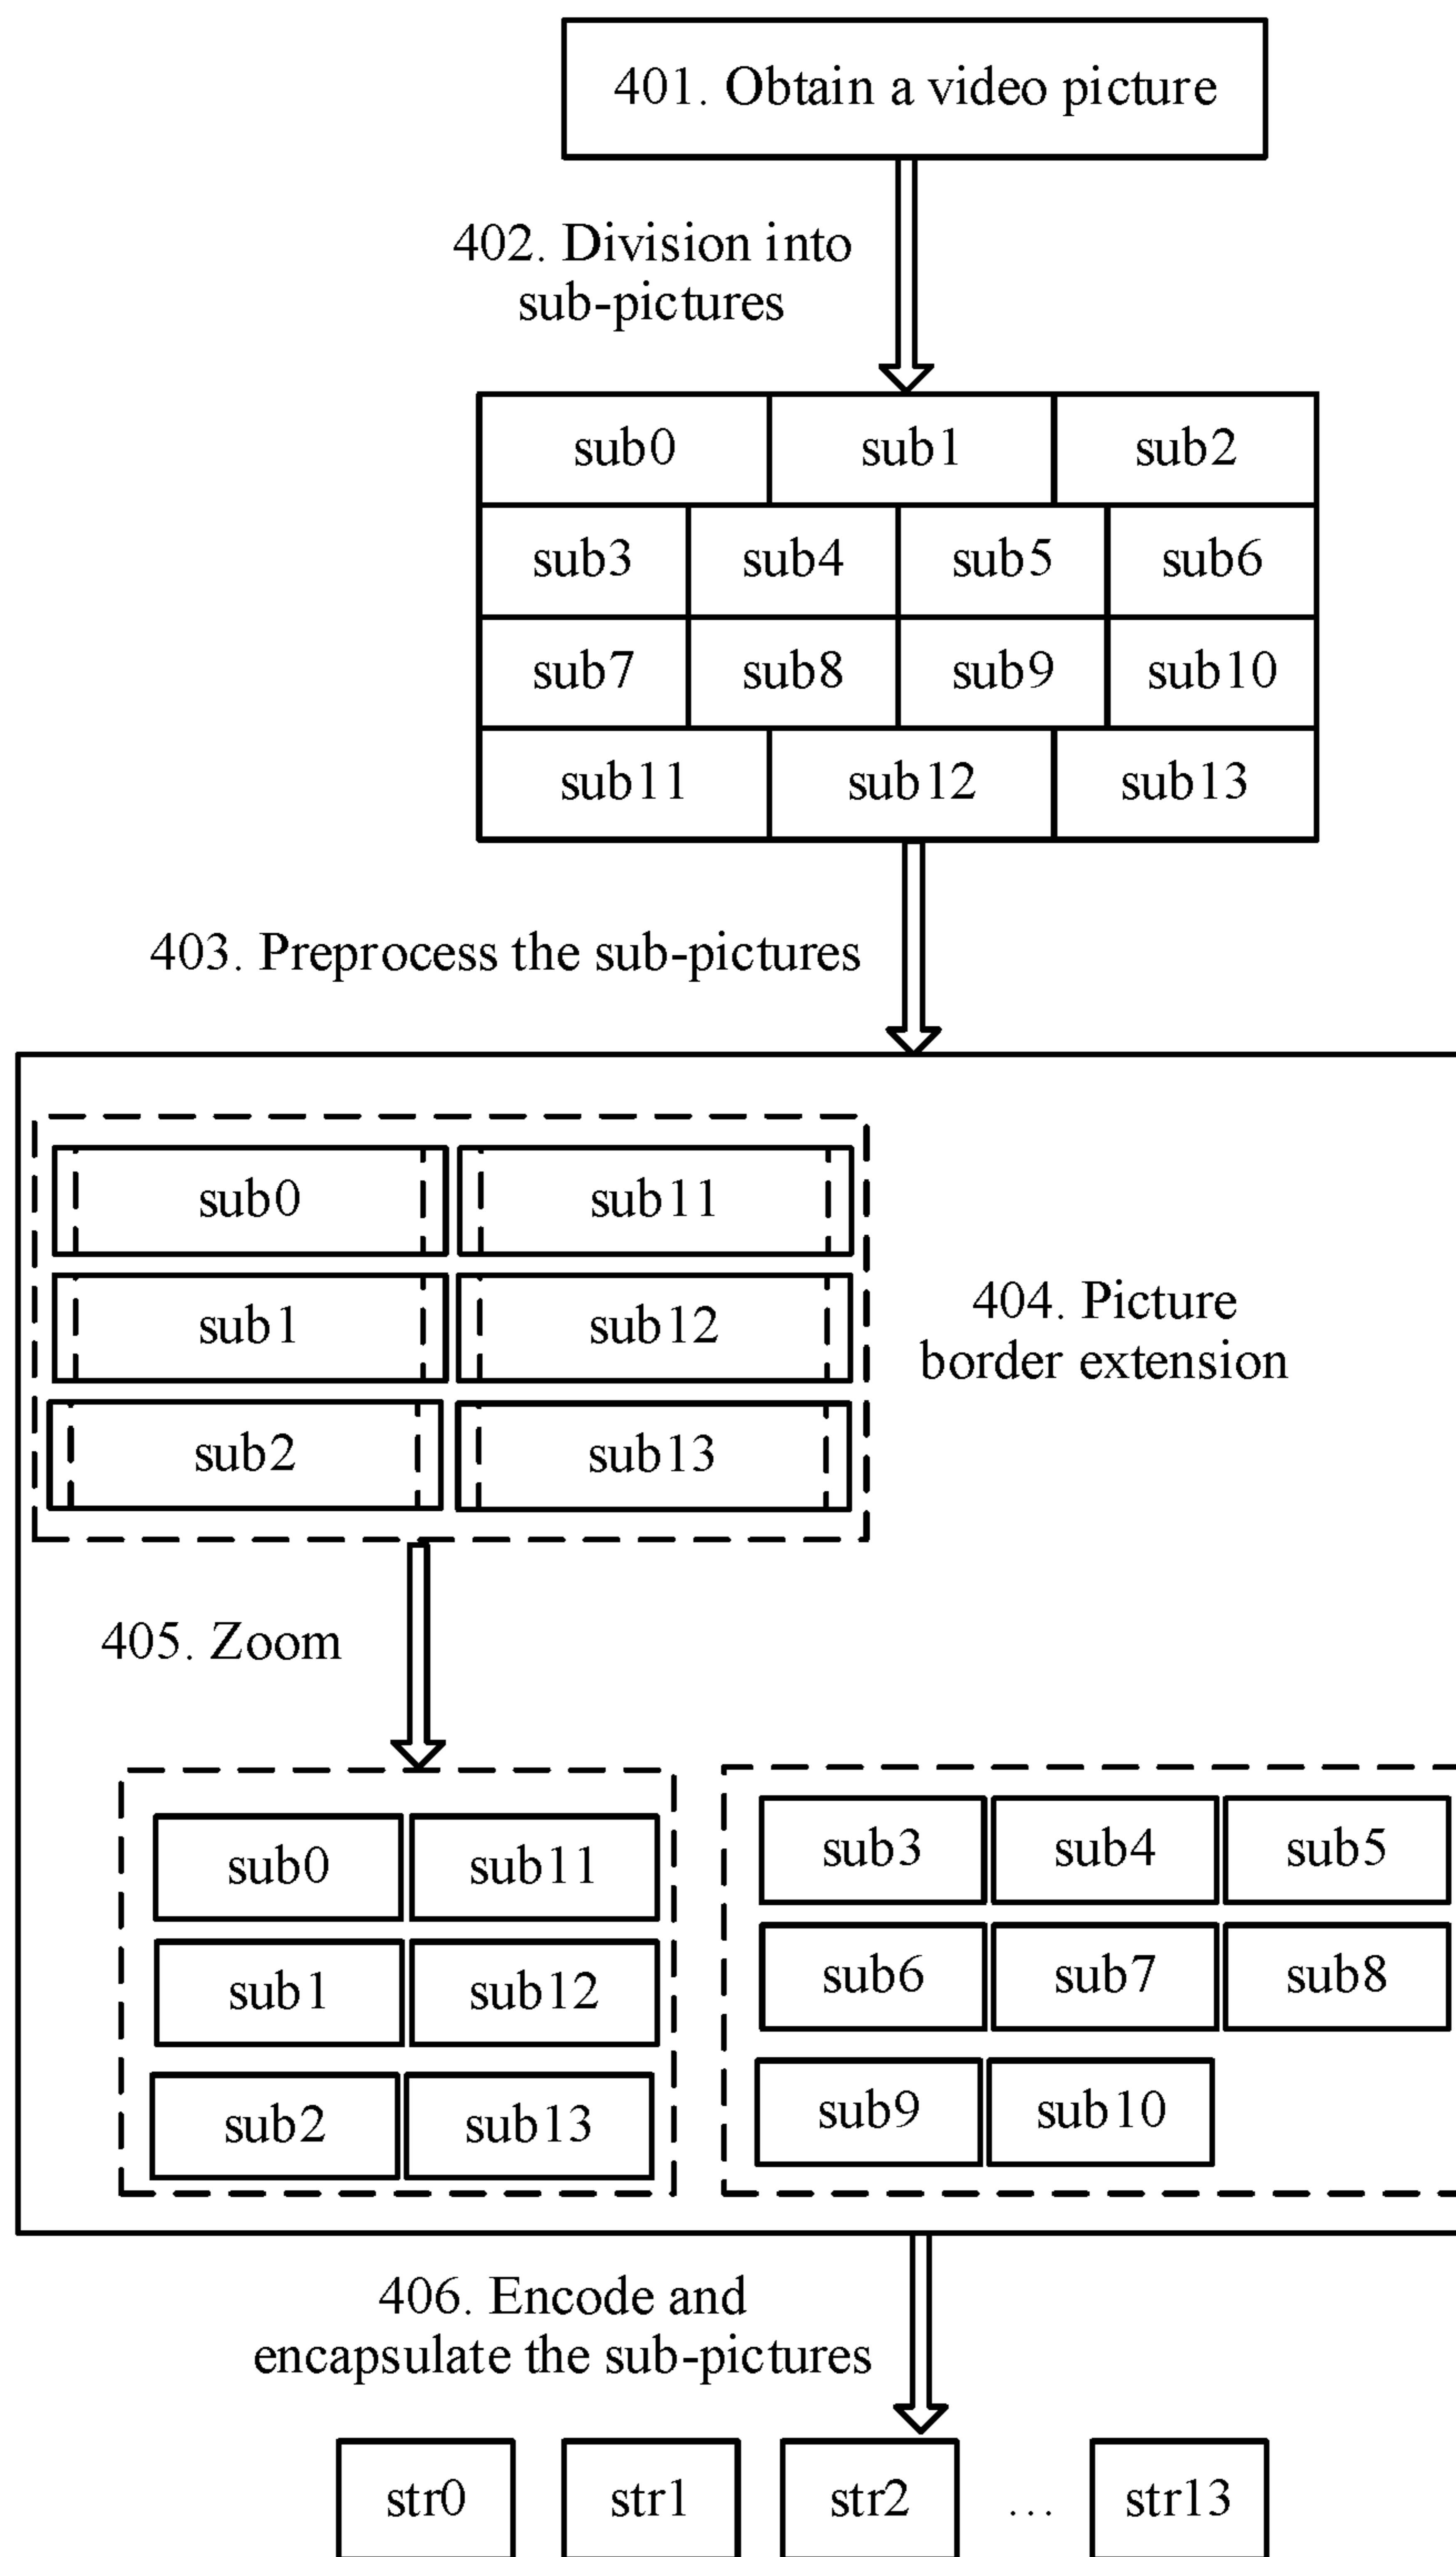 401. Obtain a video picture
402. Division into
sub-pictures
sub0 sub1 sub2
sub3 sub4 sub5 sub6
sub7 sub8 sub9 sub10
sub11 sub12 sub13
403. Preprocess the sub-pictures
sub0 sub11
sub1 sub12
sub2 sub13
404. Picture
border extension
405. Zoom
sub0 sub11
sub1 sub12
sub2 sub13
sub3 sub4 sub5
sub6 sub7 sub8
sub9 sub10
406. Encode and
encapsulate the sub-pictures
str0 str1 str2 … str13